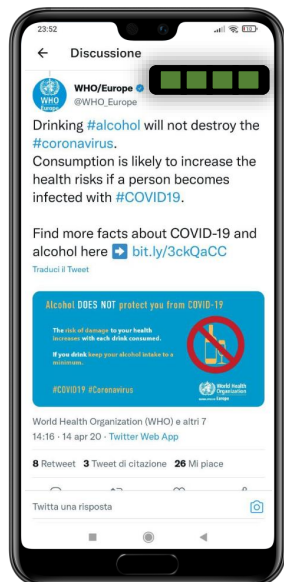 23:52
Discussione
WHO/Europe
@WHO_Europe
Drinking #alcohol will not destroy the
#coronavirus.
Consumption is likely to increase the
health risks if a person becomes
infected with #COVID19.
Find more facts about COVID-19 and
alcohol here ➡ bit.ly/3ckQaCC
Traduci il Tweet
Alcohol DOES NOT protect you from COVID-19
The risk of damage to your health
increases with each drink consumed.
If you drink keep your alcohol intake to a
minimum.
#COVID19 #Coronavirus
World Health
Organization
Europe
World Health Organization (WHO) e altri 7
14:16 · 14 apr 20 · Twitter Web App
8 Retweet 3 Tweet di citazione 26 Mi piace
Twitta una risposta